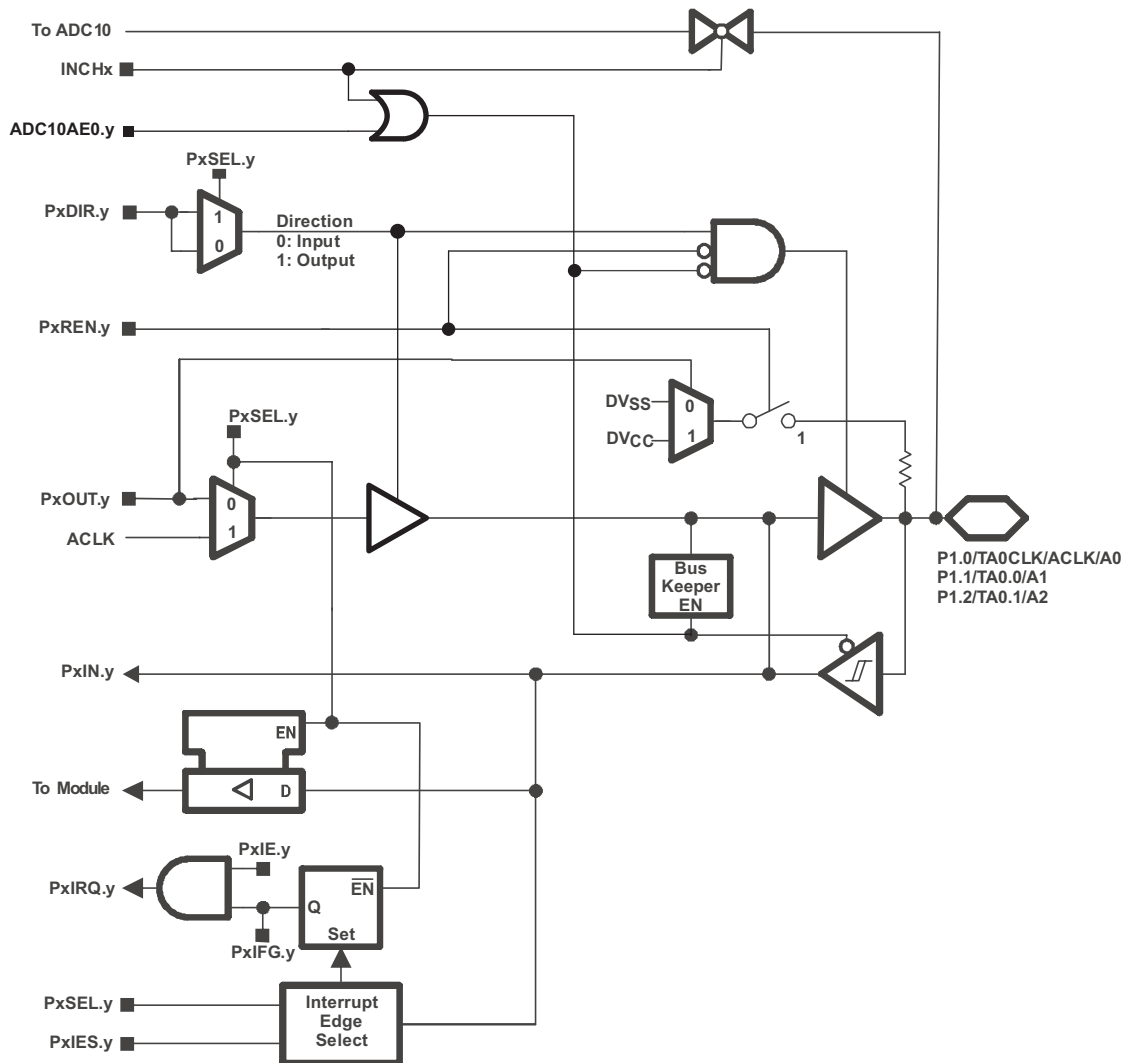 To ADC10
INCHx
ADC10AE0.y
PxSEL.y
PxDIR.y
1
0
Direction
0: Input
1: Output
PxREN.y
DVSS
DVCC
0
1
1
PxSEL.y
PxOUT.y
ACLK
0
1
Bus
Keeper
EN
P1.0/TA0CLK/ACLK/A0
P1.1/TA0.0/A1
P1.2/TA0.1/A2
PxIN.y
EN
To Module
D
PxIE.y
PxIRQ.y
EN
Q
Set
PxIFG.y
PxSEL.y
PxIES.y
Interrupt
Edge
Select